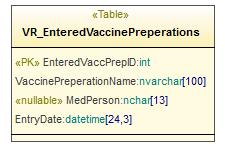 «Table»
VR_EnteredVaccinePreperations
«PK» EnteredVaccPrepID:int
VaccinePreperationName:nvarchar[100]
«nullable» MedPerson:nchar[13]
EntryDate:datetime[24,3]